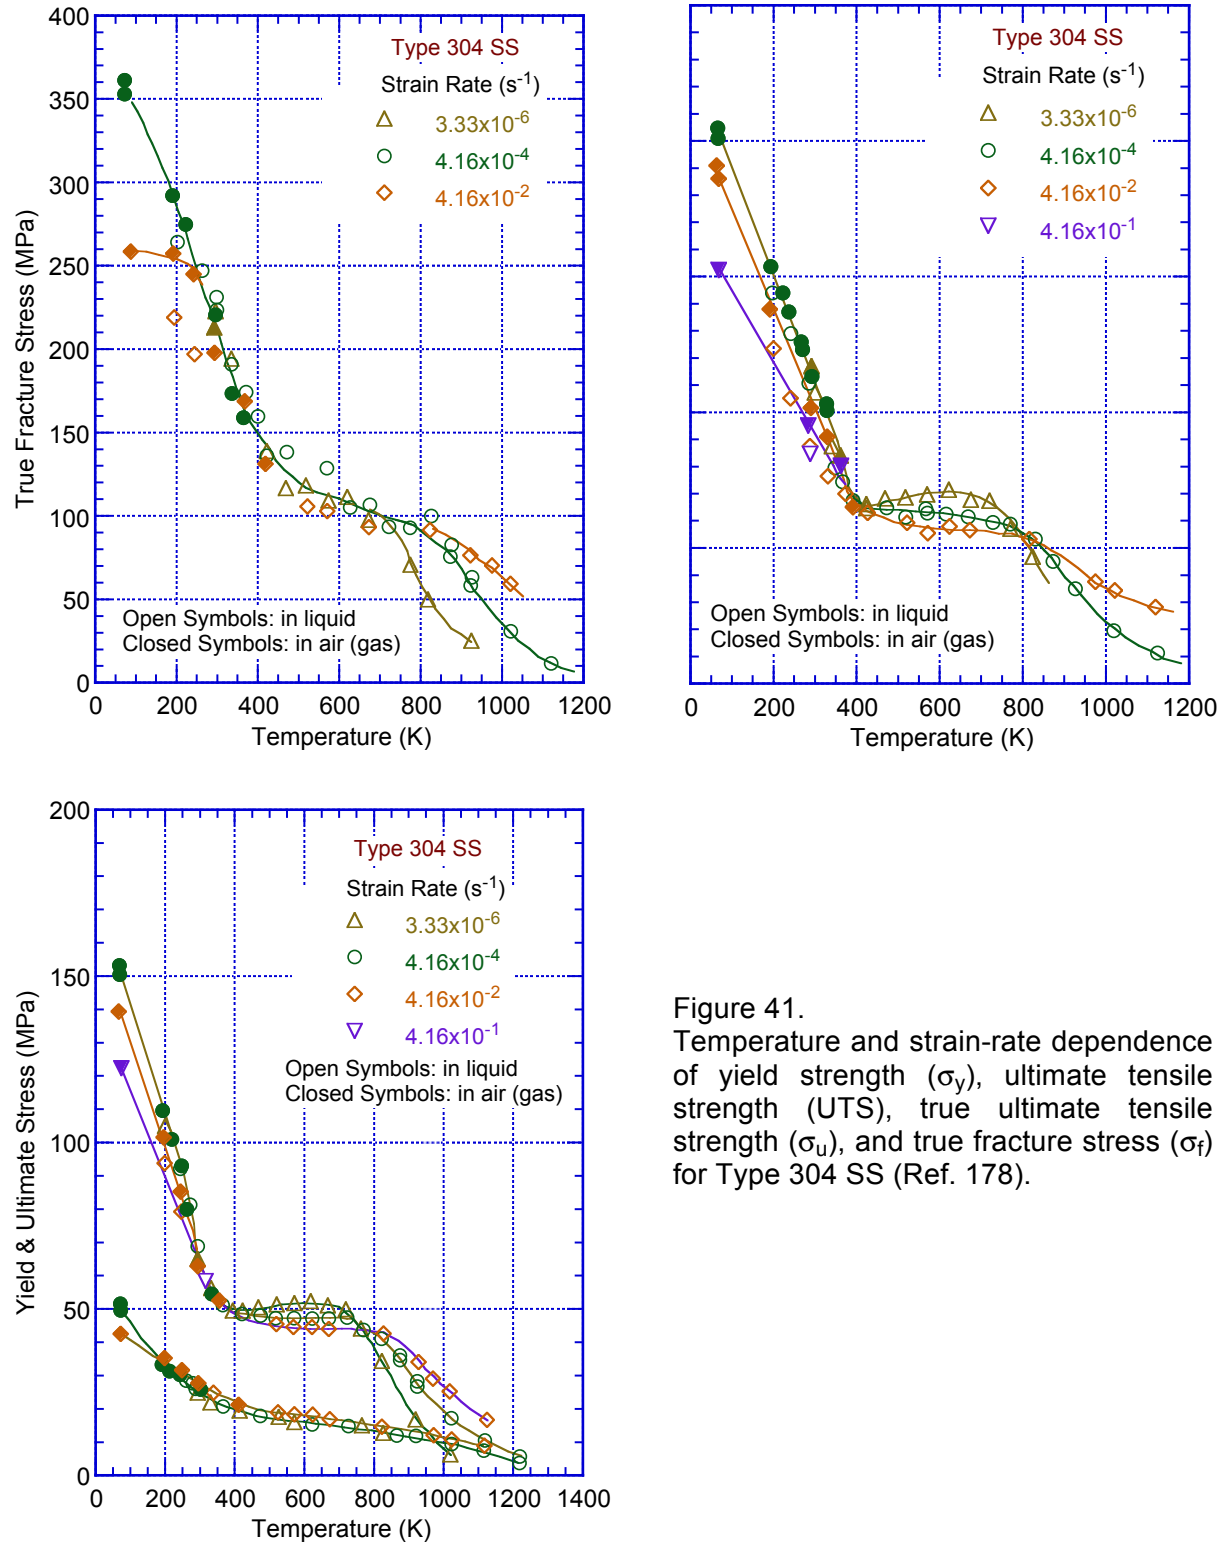 400
350
300
250
200
150
100
50
0
True Fracture Stress (MPa)
Type 304 SS
Strain Rate (s⁻¹)
3.33x10⁻⁶
4.16x10⁻⁴
4.16x10⁻²
Open Symbols: in liquid
Closed Symbols: in air (gas)
0 200 400 600 800 1000 1200
Temperature (K)
Type 304 SS
Strain Rate (s⁻¹)
3.33x10⁻⁶
4.16x10⁻⁴
4.16x10⁻²
4.16x10⁻¹
Open Symbols: in liquid
Closed Symbols: in air (gas)
0 200 400 600 800 1000 1200
Temperature (K)
200
150
100
50
0
Yield & Ultimate Stress (MPa)
Type 304 SS
Strain Rate (s⁻¹)
3.33x10⁻⁶
4.16x10⁻⁴
4.16x10⁻²
4.16x10⁻¹
Open Symbols: in liquid
Closed Symbols: in air (gas)
0 200 400 600 800 1000 1200 1400
Temperature (K)
Figure 41.
Temperature and strain-rate dependence
of yield strength (σy), ultimate tensile
strength (UTS), true ultimate tensile
strength (σu), and true fracture stress (σf)
for Type 304 SS (Ref. 178).